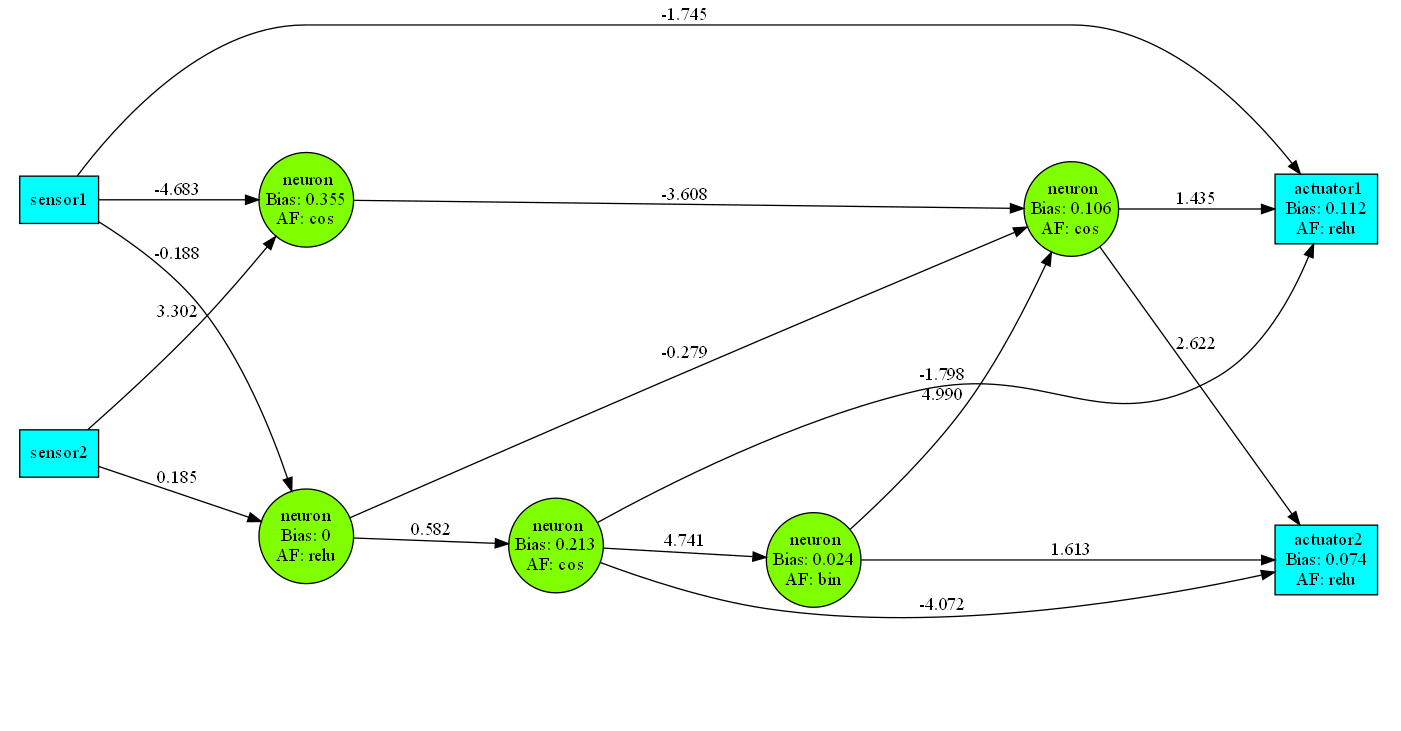 -1.745
neuron
Bias: 0.355
AF: cos
neuron
Bias: 0.106
AF: cos
actuator1
Bias: 0.112
AF: relu
sensor1
-4.683
-3.608
1.435
-0.188
3.302
2.622
-0.279
-1.798
4.990
sensor2
0.185
neuron
Bias: 0
AF: relu
0.582
neuron
Bias: 0.213
AF: cos
4.741
neuron
Bias: 0.024
AF: bin
1.613
actuator2
Bias: 0.074
AF: relu
-4.072